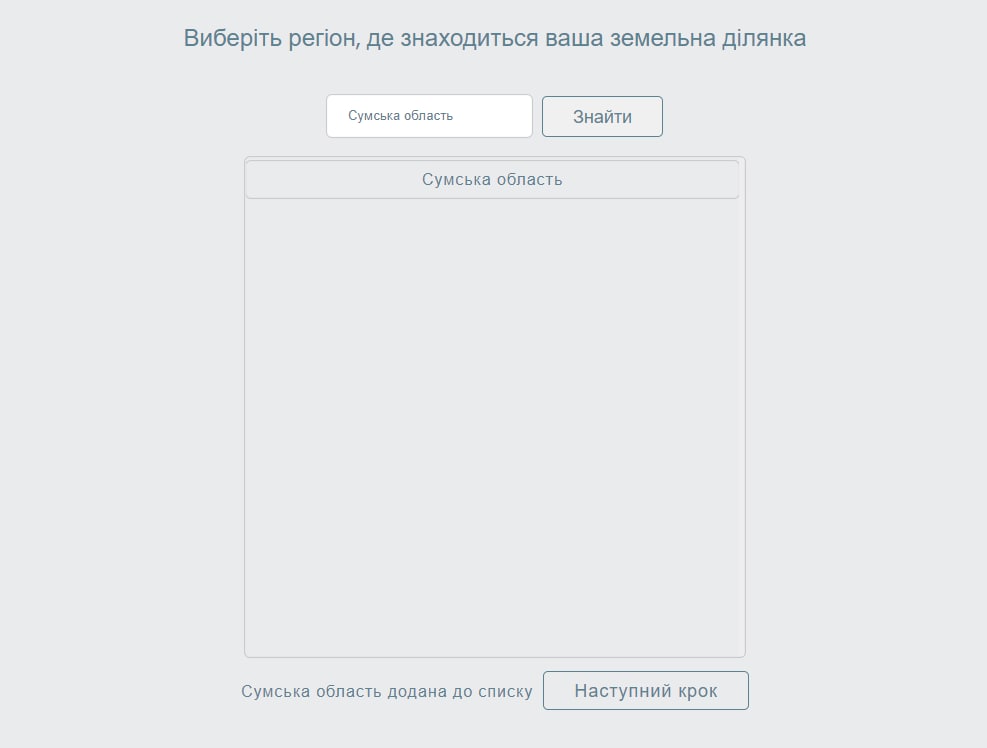 Виберіть регіон, де знаходиться ваша земельна ділянка
Сумська область
Знайти
Сумська область
Сумська область додана до списку
Наступний крок